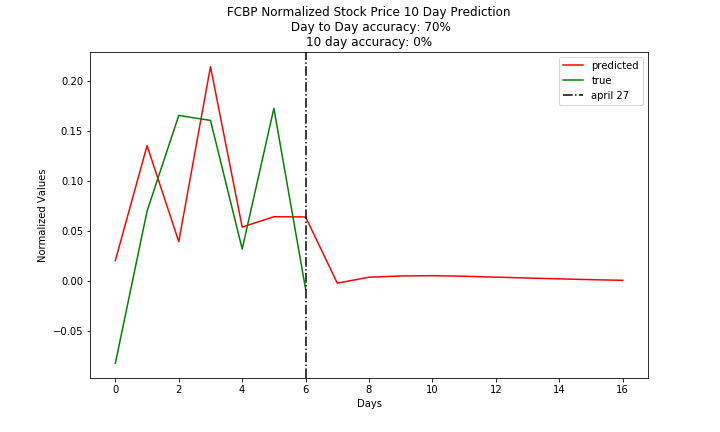 FCBP Normalized Stock Price 10 Day Prediction
Day to Day accuracy: 70%
10 day accuracy: 0%
predicted
true
april 27
0.20
0.15
0.10
0.05
0.00
−0.05
Normalized Values
0 2 4 6 8 10 12 14 16
Days